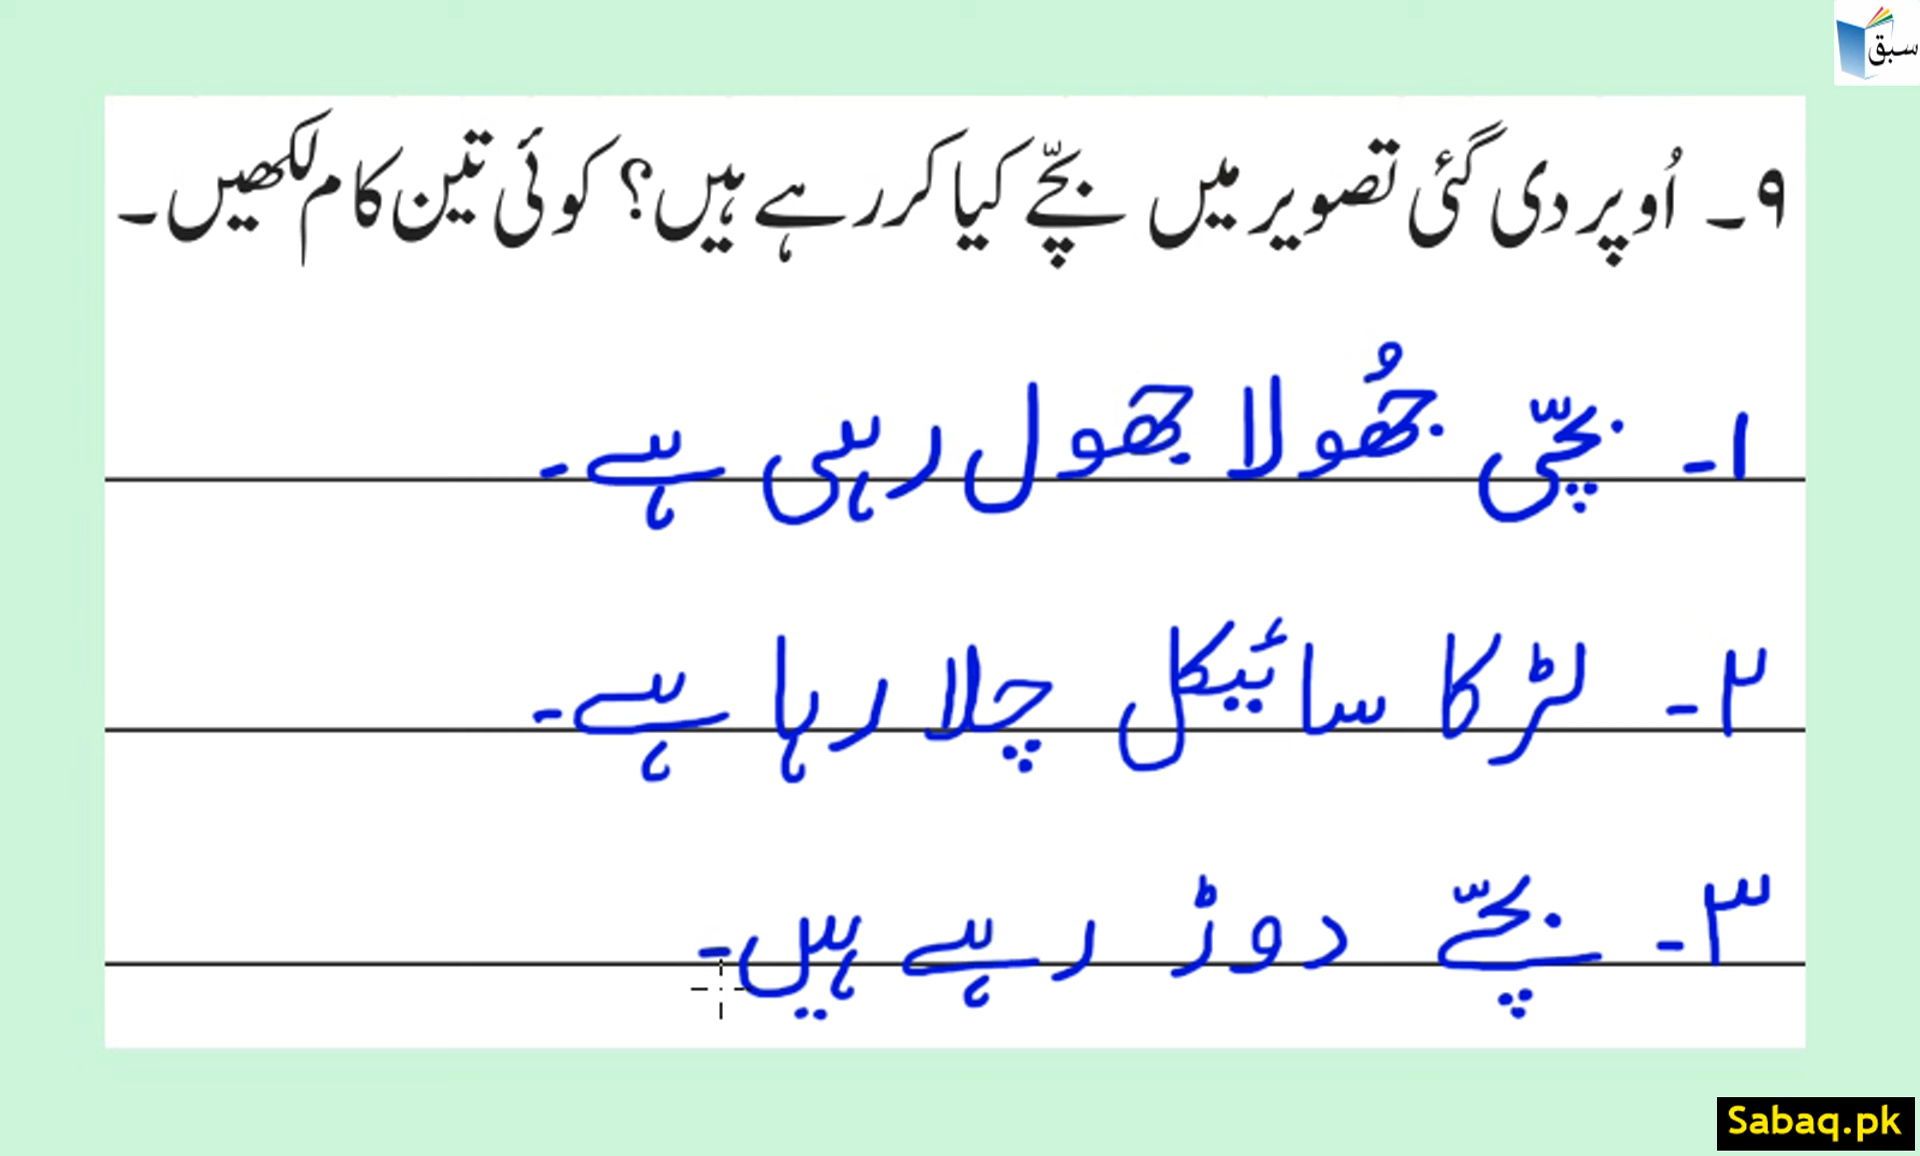 سبق
۹۔ اُوپر دی گئی تصویر میں بچّے کیا کر رہے ہیں؟ کوئی تین کام لکھیں۔
۱۔ بچّی جھُولا جھول رہی ہے۔
۲۔ لڑکا سائیکل چلا رہا ہے۔
۳۔ بچّے دوڑ رہے ہیں۔
Sabaq.pk